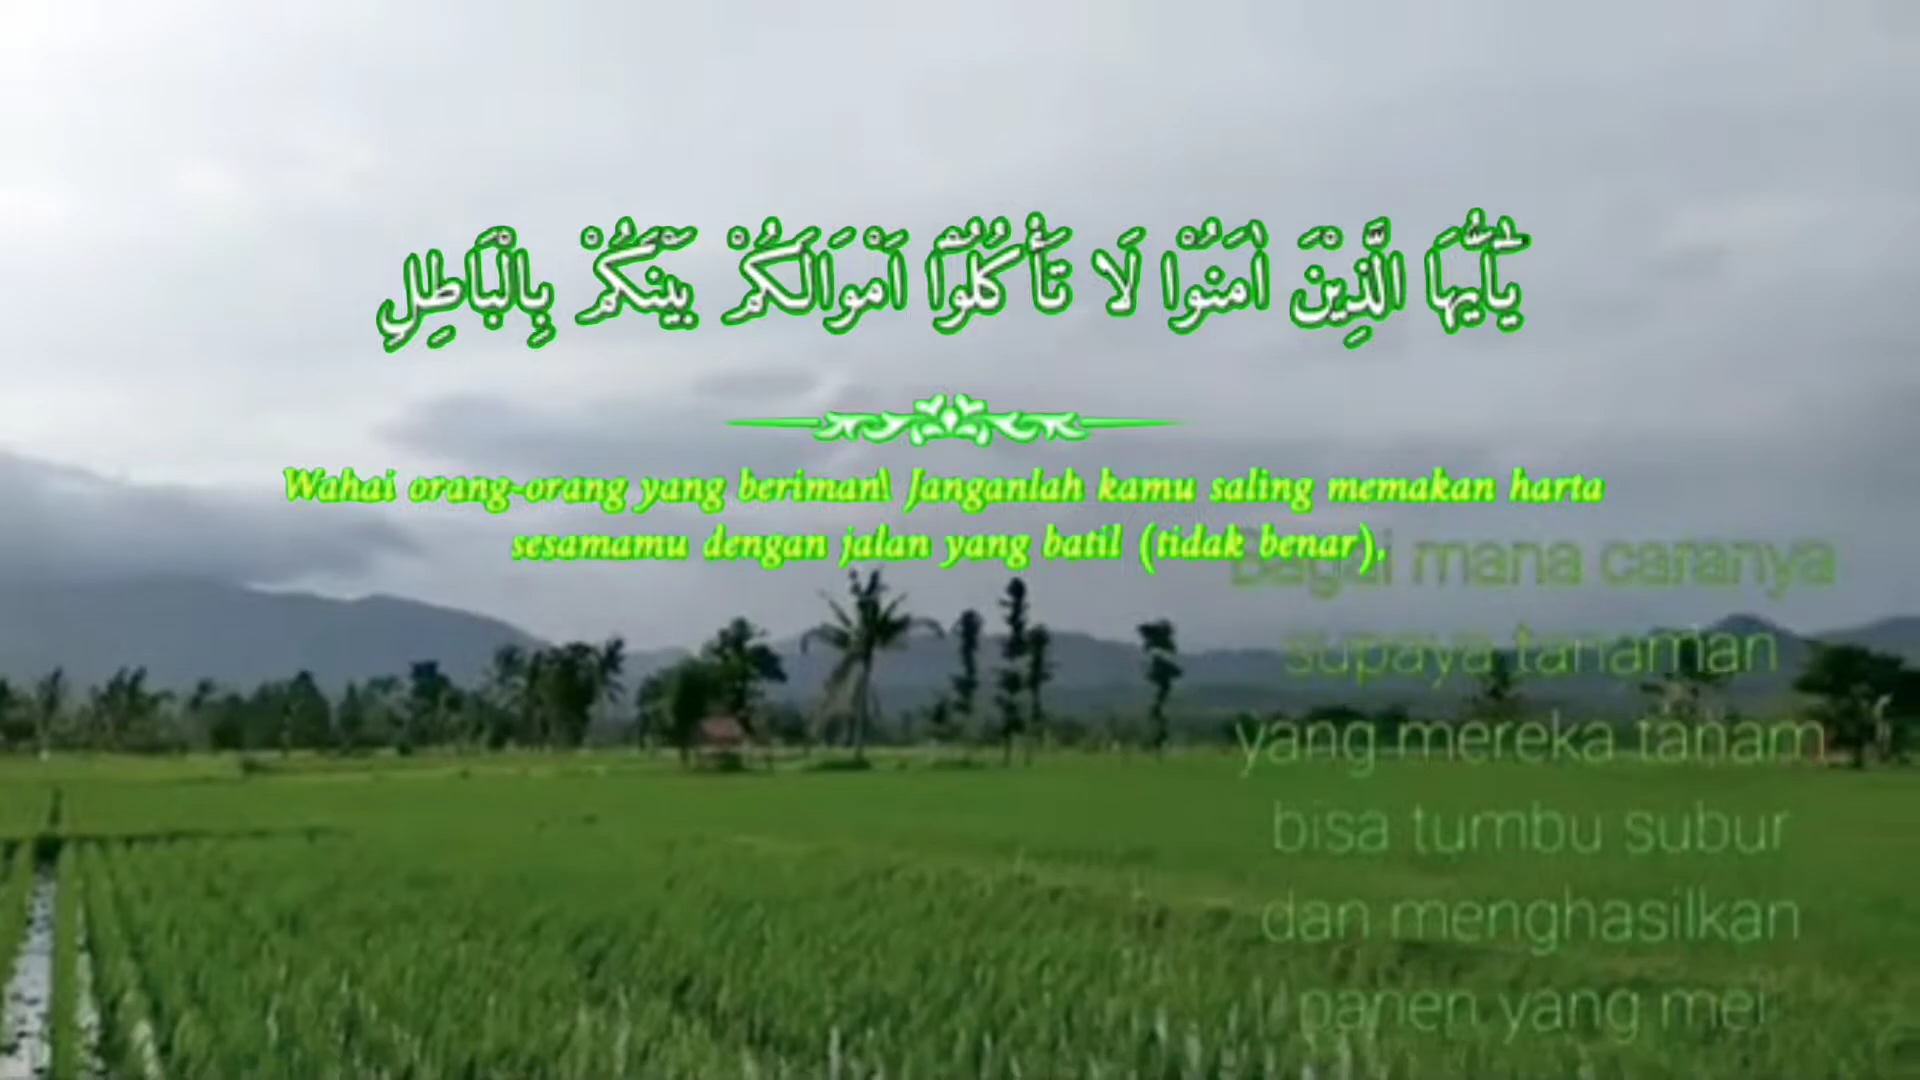 يٰٓاَيُّهَا الَّذِيْنَ اٰمَنُوْا لَا تَأْكُلُوْٓا اَمْوَالَكُمْ بَيْنَكُمْ بِالْبَاطِلِ
Wahai orang-orang yang beriman! Janganlah kamu saling memakan harta
sesamamu dengan jalan yang batil (tidak benar),
Bagai mana caranya
supaya tanaman
yang mereka tanam
bisa tumbu subur
dan menghasilkan
panen yang mel